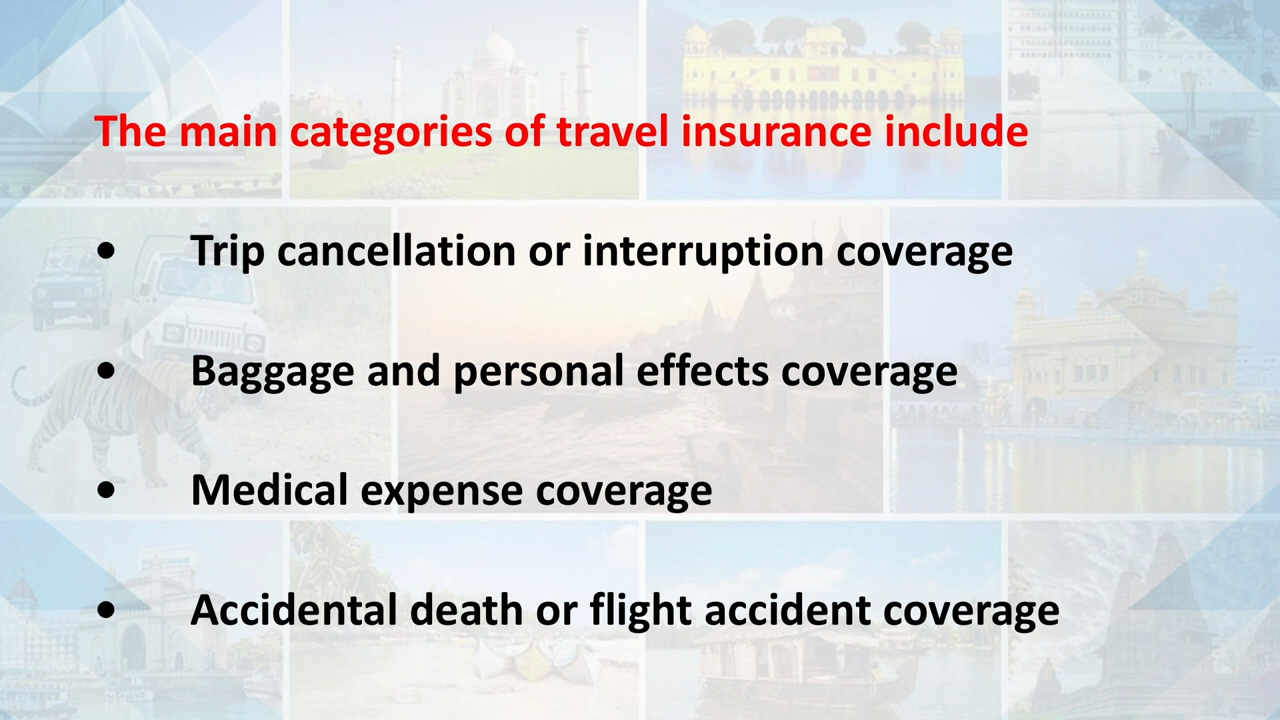 The main categories of travel insurance include
• Trip cancellation or interruption coverage
• Baggage and personal effects coverage
• Medical expense coverage
• Accidental death or flight accident coverage